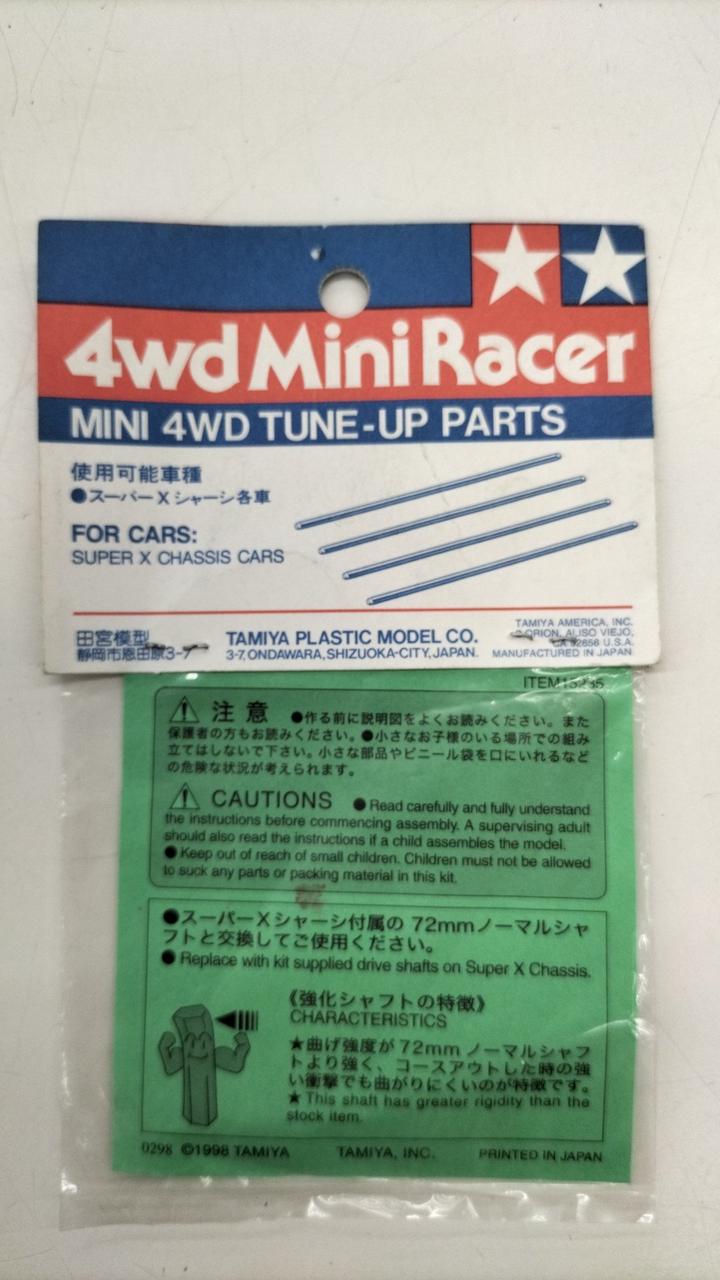 4wd Mini Racer
MINI 4WD TUNE-UP PARTS
使用可能車種
●スーパーXシャーシ各車
FOR CARS:
SUPER X CHASSIS CARS
田宮模型
静岡市恩田原3-7
TAMIYA PLASTIC MODEL CO.
3-7, ONDAWARA, SHIZUOKA-CITY, JAPAN.
TAMIYA AMERICA, INC.
ORION, ALISO VIEJO,
CA 92656 U.S.A.
MANUFACTURED IN JAPAN
ITEM
注意 ●作る前に説明図をよくお読みください。また
保護者の方もお読みください。●小さなお子様のいる場所での組み
立てはしないで下さい。小さな部品やビニール袋を口にいれるなど
の危険な状況が考えられます。
CAUTIONS ● Read carefully and fully understand
the instructions before commencing assembly. A supervising adult
should also read the instructions if a child assembles the model.
● Keep out of reach of small children. Children must not be allowed
to suck any parts or packing material in this kit.
●スーパーXシャーシ付属の 72mmノーマルシャ
フトと交換してご使用ください。
● Replace with kit supplied drive shafts on Super X Chassis.
《強化シャフトの特徴》
CHARACTERISTICS
★曲げ強度が 72mm ノーマルシャフ
トより強く、コースアウトした時の強
い衝撃でも曲がりにくいのが特徴です。
★This shaft has greater rigidity than the
stock item.
0298 ©1998 TAMIYA
TAMIYA, INC.
PRINTED IN JAPAN